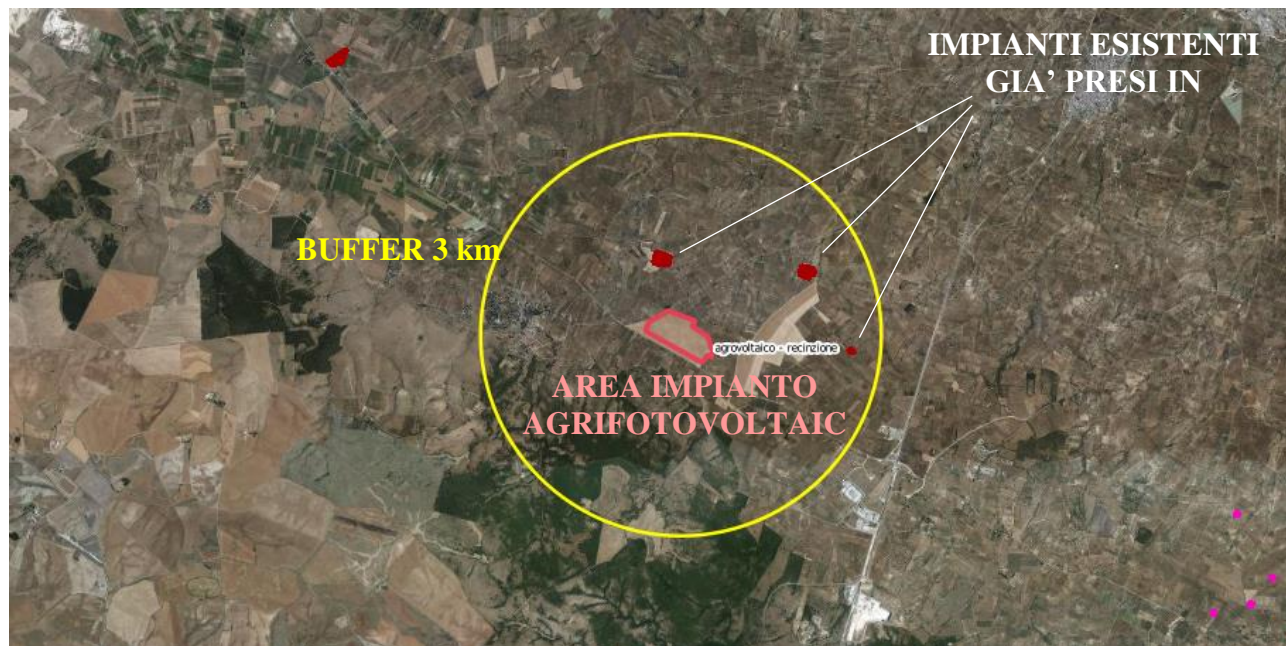 IMPIANTI ESISTENTI
GIA’ PRESI IN
BUFFER 3 km
agrovoltaico - recinzione
AREA IMPIANTO
AGRIFOTOVOLTAIC